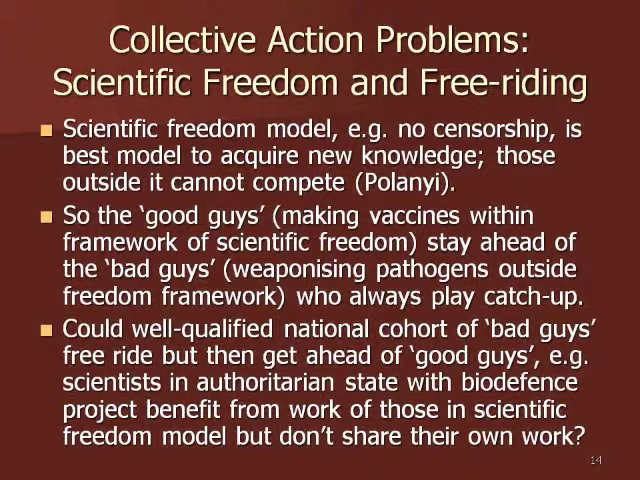 Collective Action Problems:
Scientific Freedom and Free-riding
Scientific freedom model, e.g. no censorship, is
best model to acquire new knowledge; those
outside it cannot compete (Polanyi).
So the ‘good guys’ (making vaccines within
framework of scientific freedom) stay ahead of
the ‘bad guys’ (weaponising pathogens outside
freedom framework) who always play catch-up.
Could well-qualified national cohort of ‘bad guys’
free ride but then get ahead of ‘good guys’, e.g.
scientists in authoritarian state with biodefence
project benefit from work of those in scientific
freedom model but don’t share their own work?
14